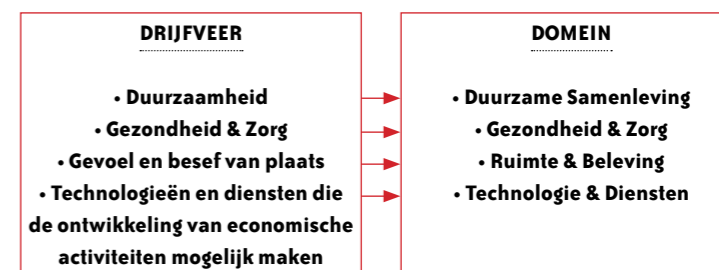 DRIJFVEER
• Duurzaamheid
• Gezondheid & Zorg
• Gevoel en besef van plaats
• Technologieën en diensten die
de ontwikkeling van economische
activiteiten mogelijk maken
DOMEIN
• Duurzame Samenleving
• Gezondheid & Zorg
• Ruimte & Beleving
• Technologie & Diensten